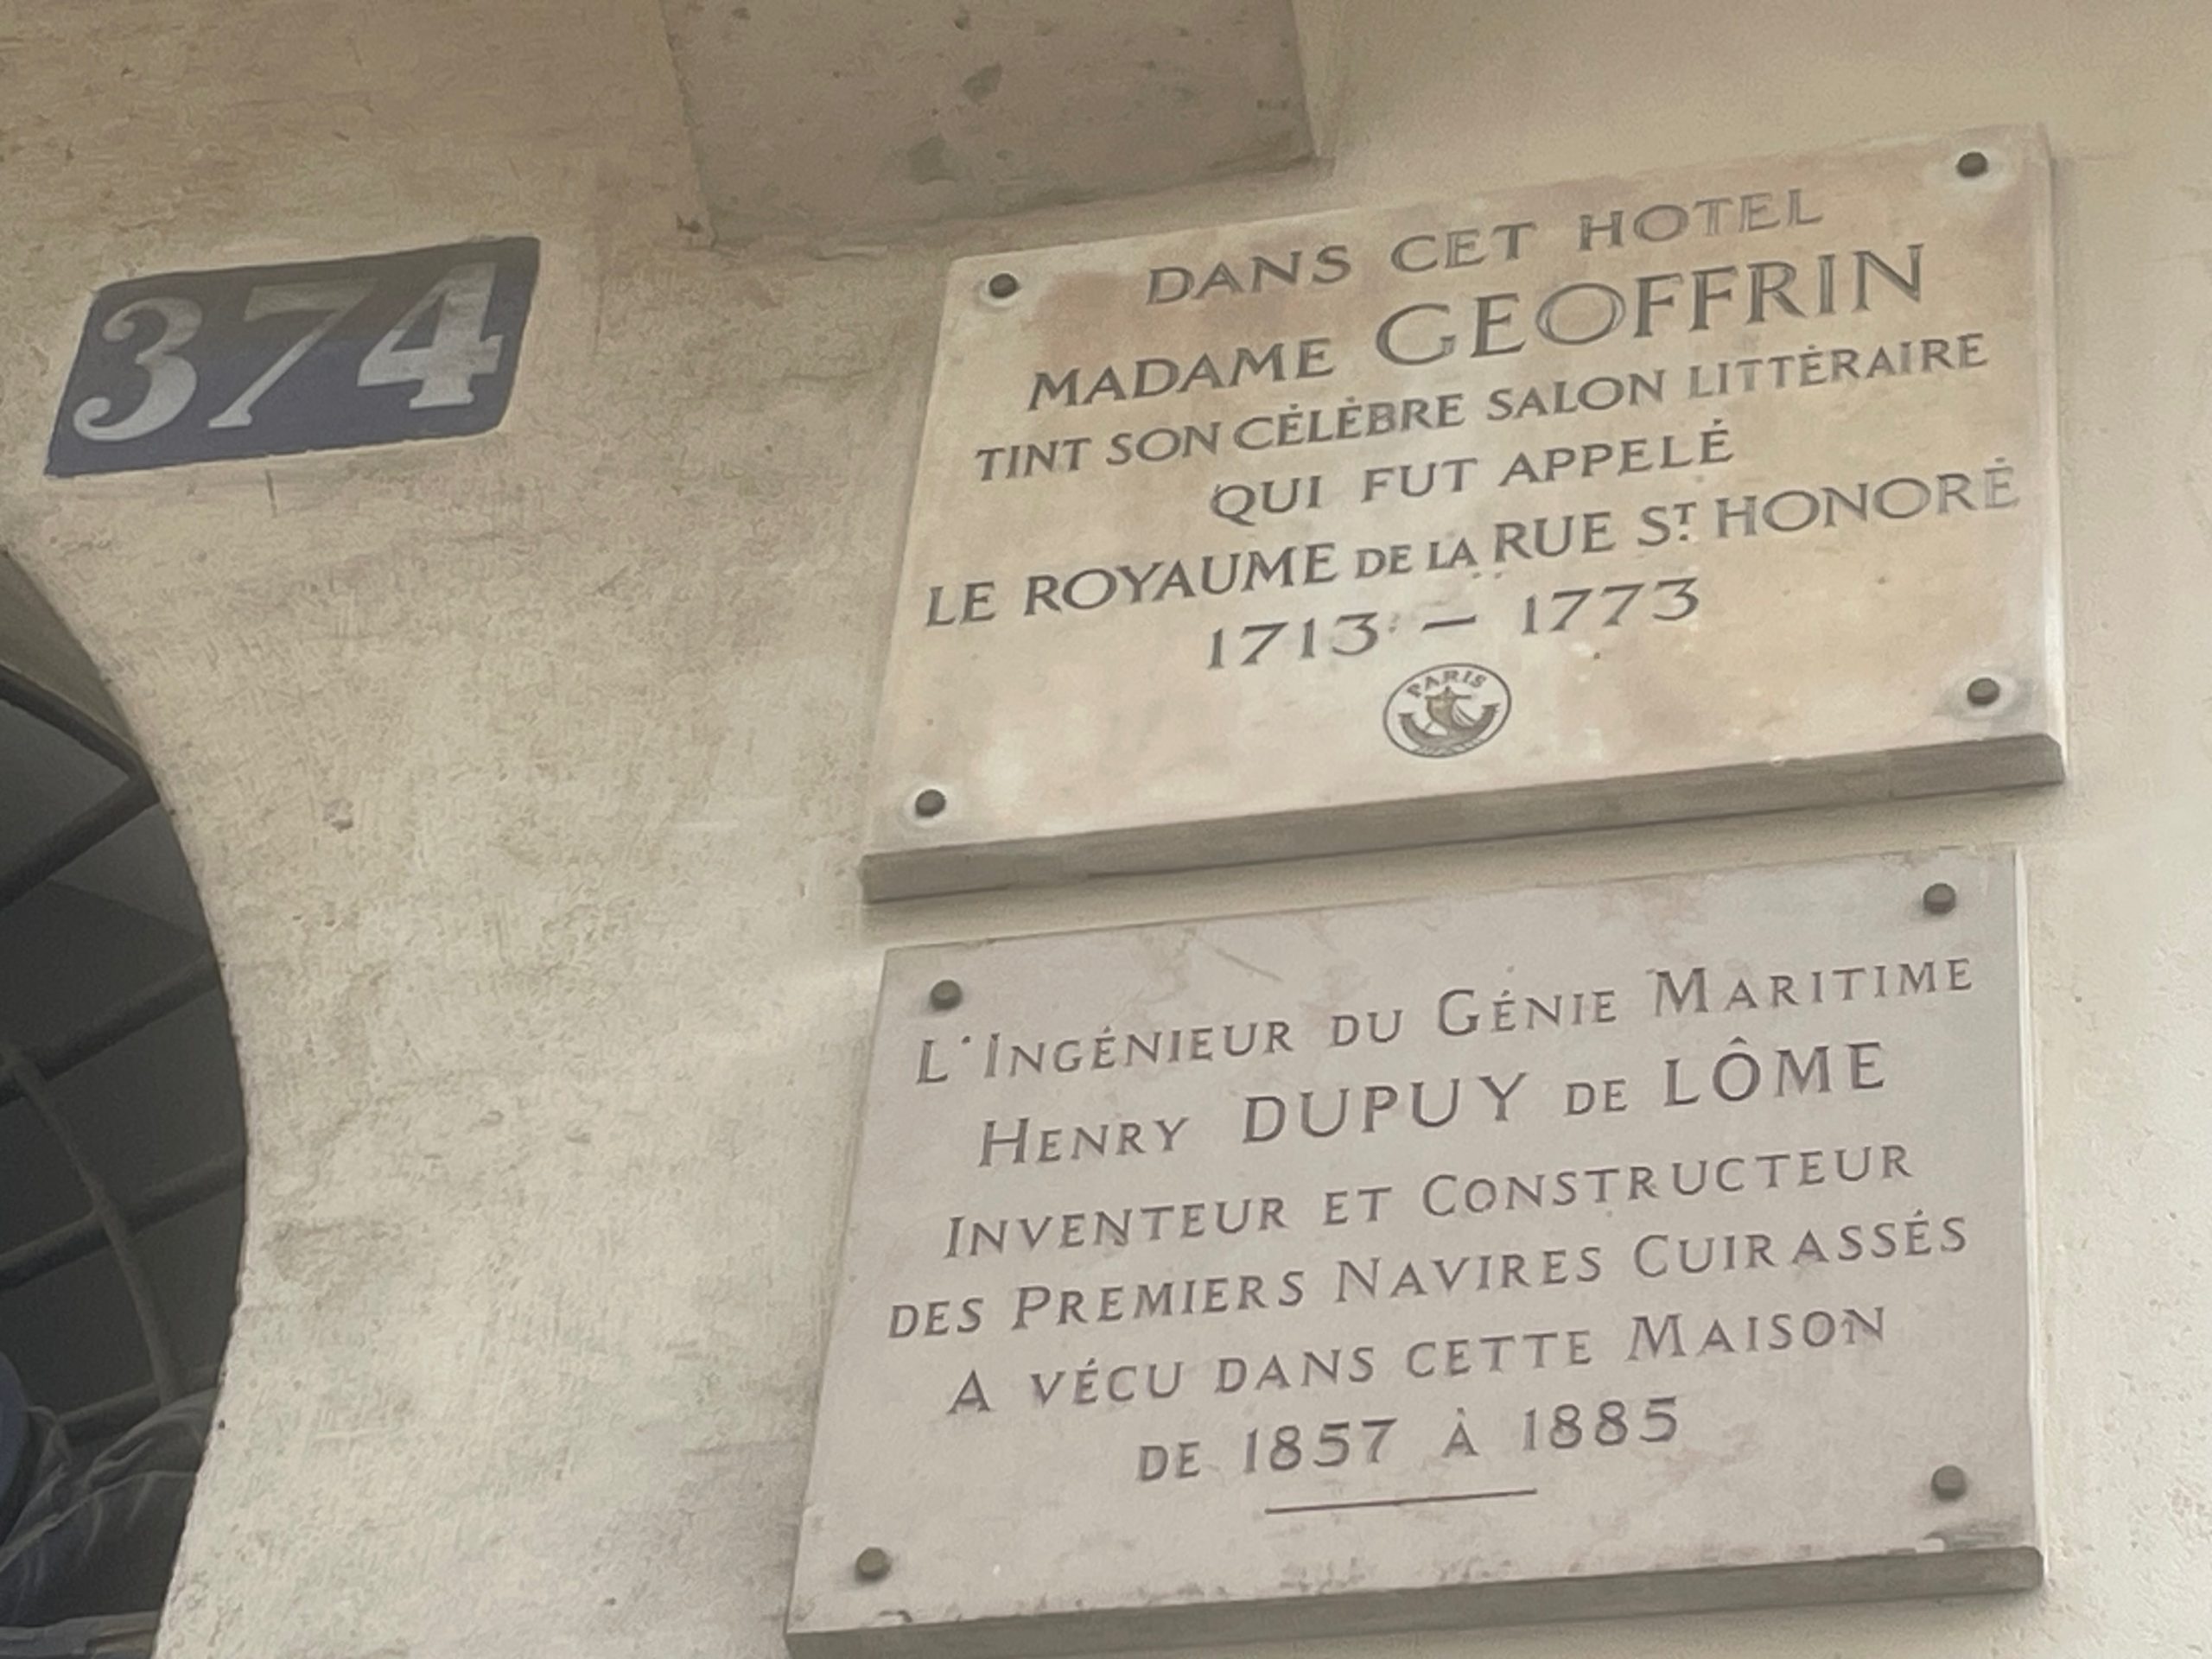 374
DANS CET HOTEL
MADAME GEOFFRIN
TINT SON CÉLÈBRE SALON LITTÉRAIRE
QUI FUT APPELÉ
LE ROYAUME DE LA RUE ST. HONORÉ
1713 – 1773
PARIS
L'INGÉNIEUR DU GÉNIE MARITIME
HENRY DUPUY DE LÔME
INVENTEUR ET CONSTRUCTEUR
DES PREMIERS NAVIRES CUIRASSÉS
A VÉCU DANS CETTE MAISON
DE 1857 À 1885